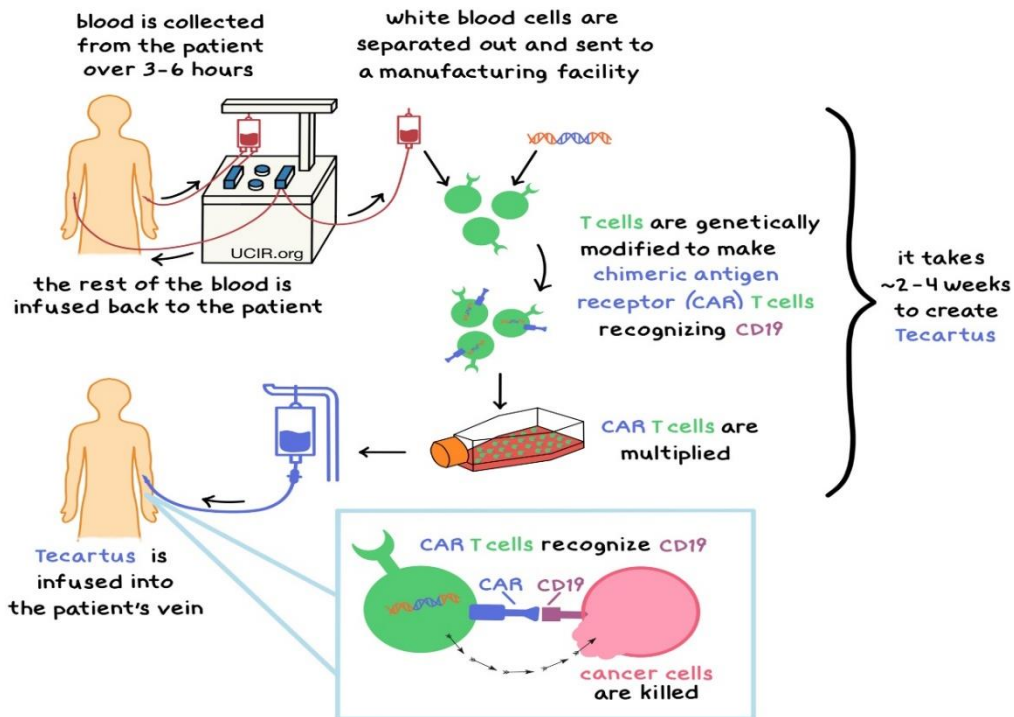 blood is collected
from the patient
over 3-6 hours
white blood cells are
separated out and sent to
a manufacturing facility
UCIR.org
the rest of the blood is
infused back to the patient
T cells are genetically
modified to make
chimeric antigen
receptor (CAR) T cells
recognizing CD19
it takes
~2-4 weeks
to create
Tecartus
CAR T cells are
multiplied
Tecartus is
infused into
the patient's vein
CAR T cells recognize CD19
CAR CD19
cancer cells
are killed